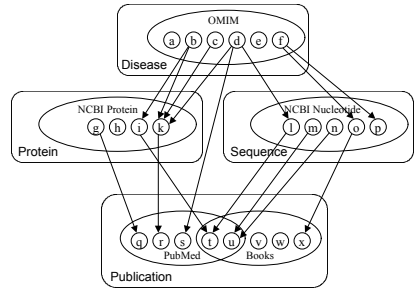 OMIM
a b c d e f
Disease
NCBI Protein NCBI Nucleotide
g h i k l m n o p
Protein Sequence
q r s t u v w x
PubMed Books
Publication